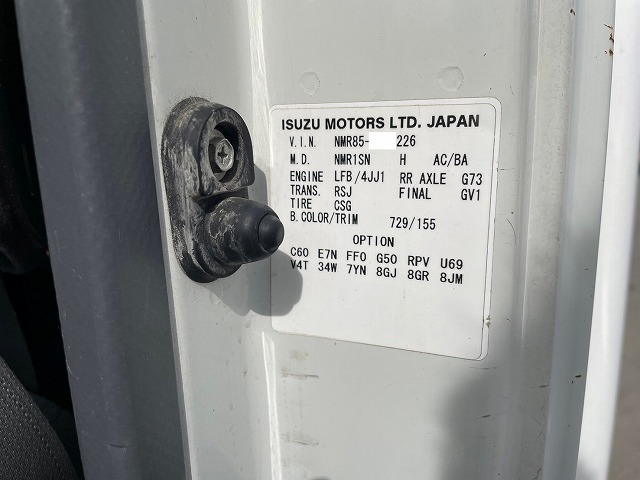 ISUZU MOTORS LTD. JAPAN
V.I.N. NMR85- 226
M.D. NMR1SN H AC/BA
ENGINE LFB/4JJ1 RR AXLE G73
TRANS. RSJ FINAL GV1
TIRE CSG
B.COLOR/TRIM 729/155
OPTION
C60 E7N FFO G50 RPV U69
V4T 34W 7YN 8GJ 8GR 8JM